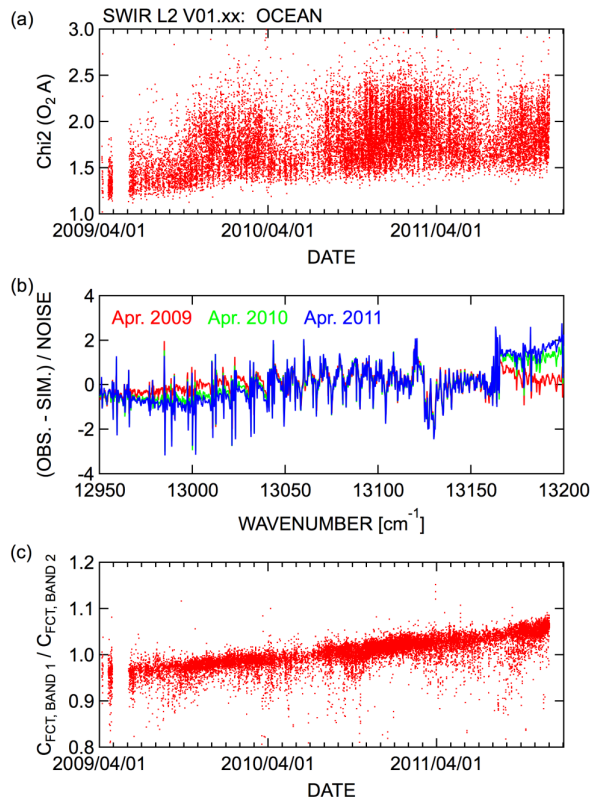 (a) SWIR L2 V01.xx: OCEAN
3.0
2.5
2.0
1.5
1.0
Chi2 (O2 A)
2009/04/01 2010/04/01 2011/04/01
DATE
(b)
4
2
0
-2
-4
(OBS. - SIM.) / NOISE
Apr. 2009 Apr. 2010 Apr. 2011
12950 13000 13050 13100 13150 13200
WAVENUMBER [cm-1]
(c)
1.2
1.1
1.0
0.9
0.8
CFCT, BAND 1 / CFCT, BAND 2
2009/04/01 2010/04/01 2011/04/01
DATE